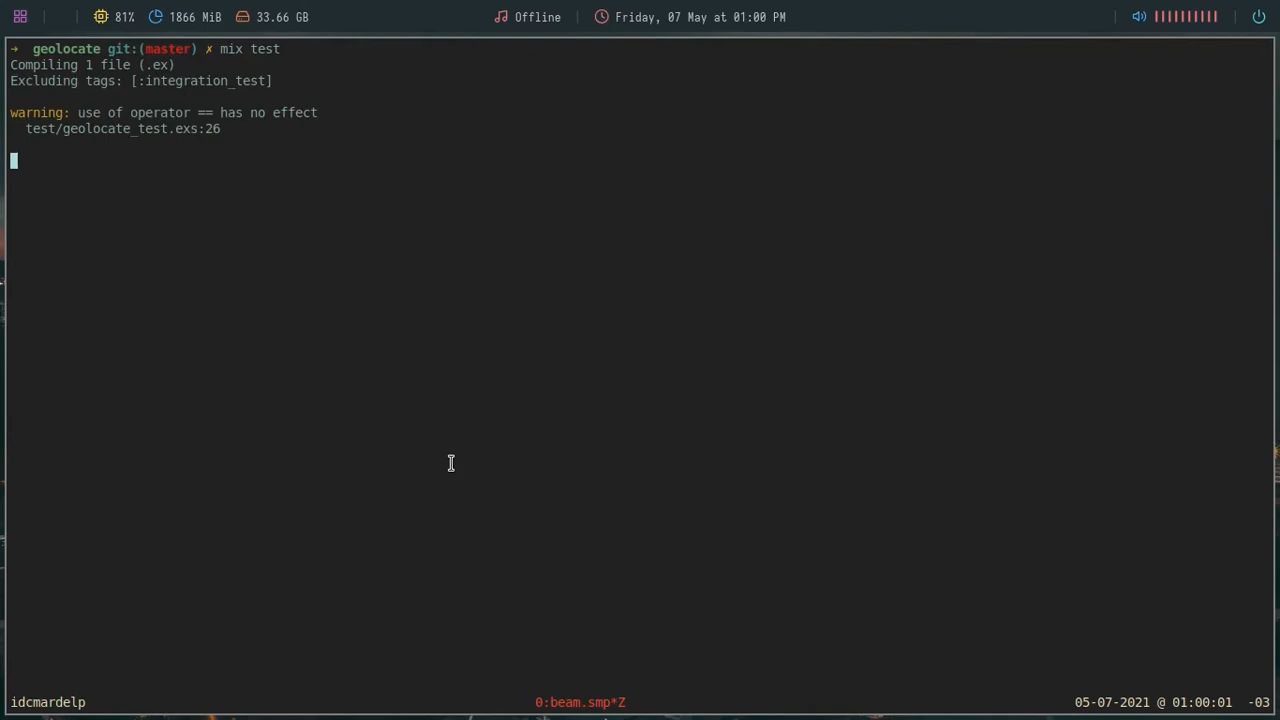 81% 1866 MiB 33.66 GB Offline Friday, 07 May at 01:00 PM
→ geolocate git:(master) ✗ mix test
Compiling 1 file (.ex)
Excluding tags: [:integration_test]
warning: use of operator == has no effect
test/geolocate_test.exs:26
idcmardelp 0:beam.smp*Z 05-07-2021 @ 01:00:01 -03